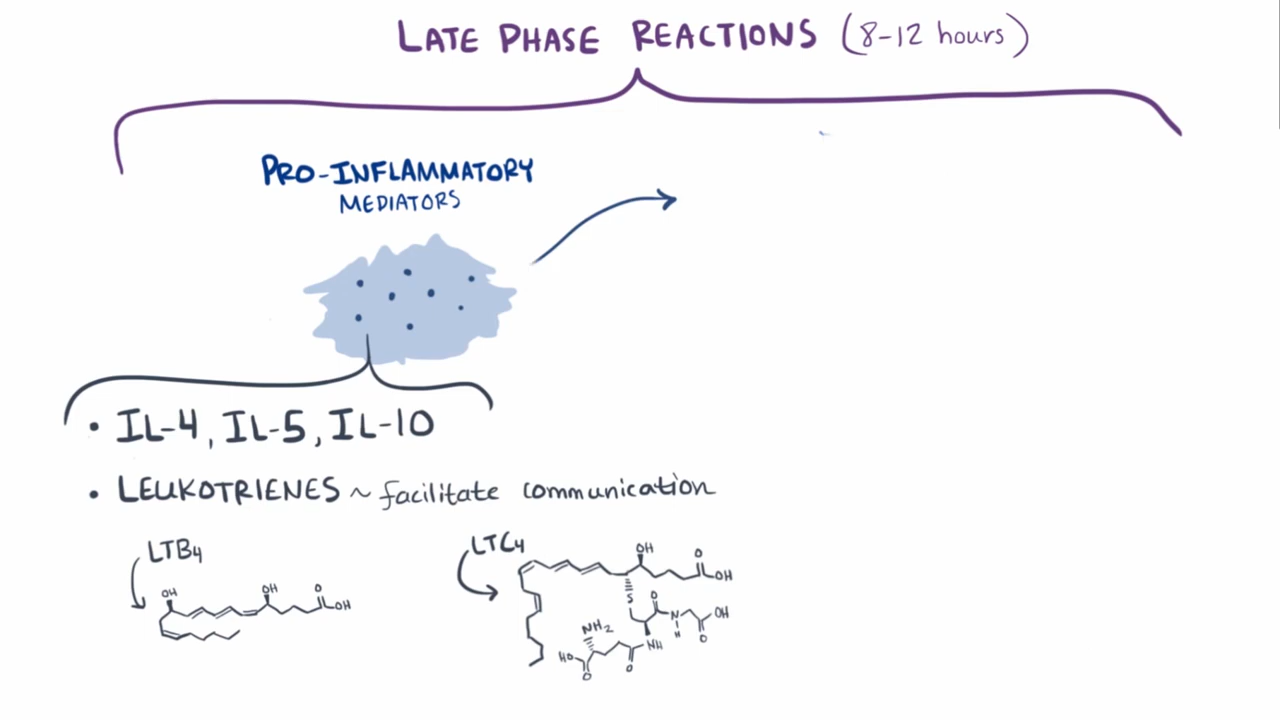 LATE PHASE REACTIONS (8-12 hours)
PRO-INFLAMMATORY
MEDIATORS
• IL-4, IL-5, IL-10
• LEUKOTRIENES ~ facilitate communication
LTB4
OH
OH
O
OH
LTC4
OH
O
OH
S
O
N
H
OH
O
NH2
NH
O
HO
O